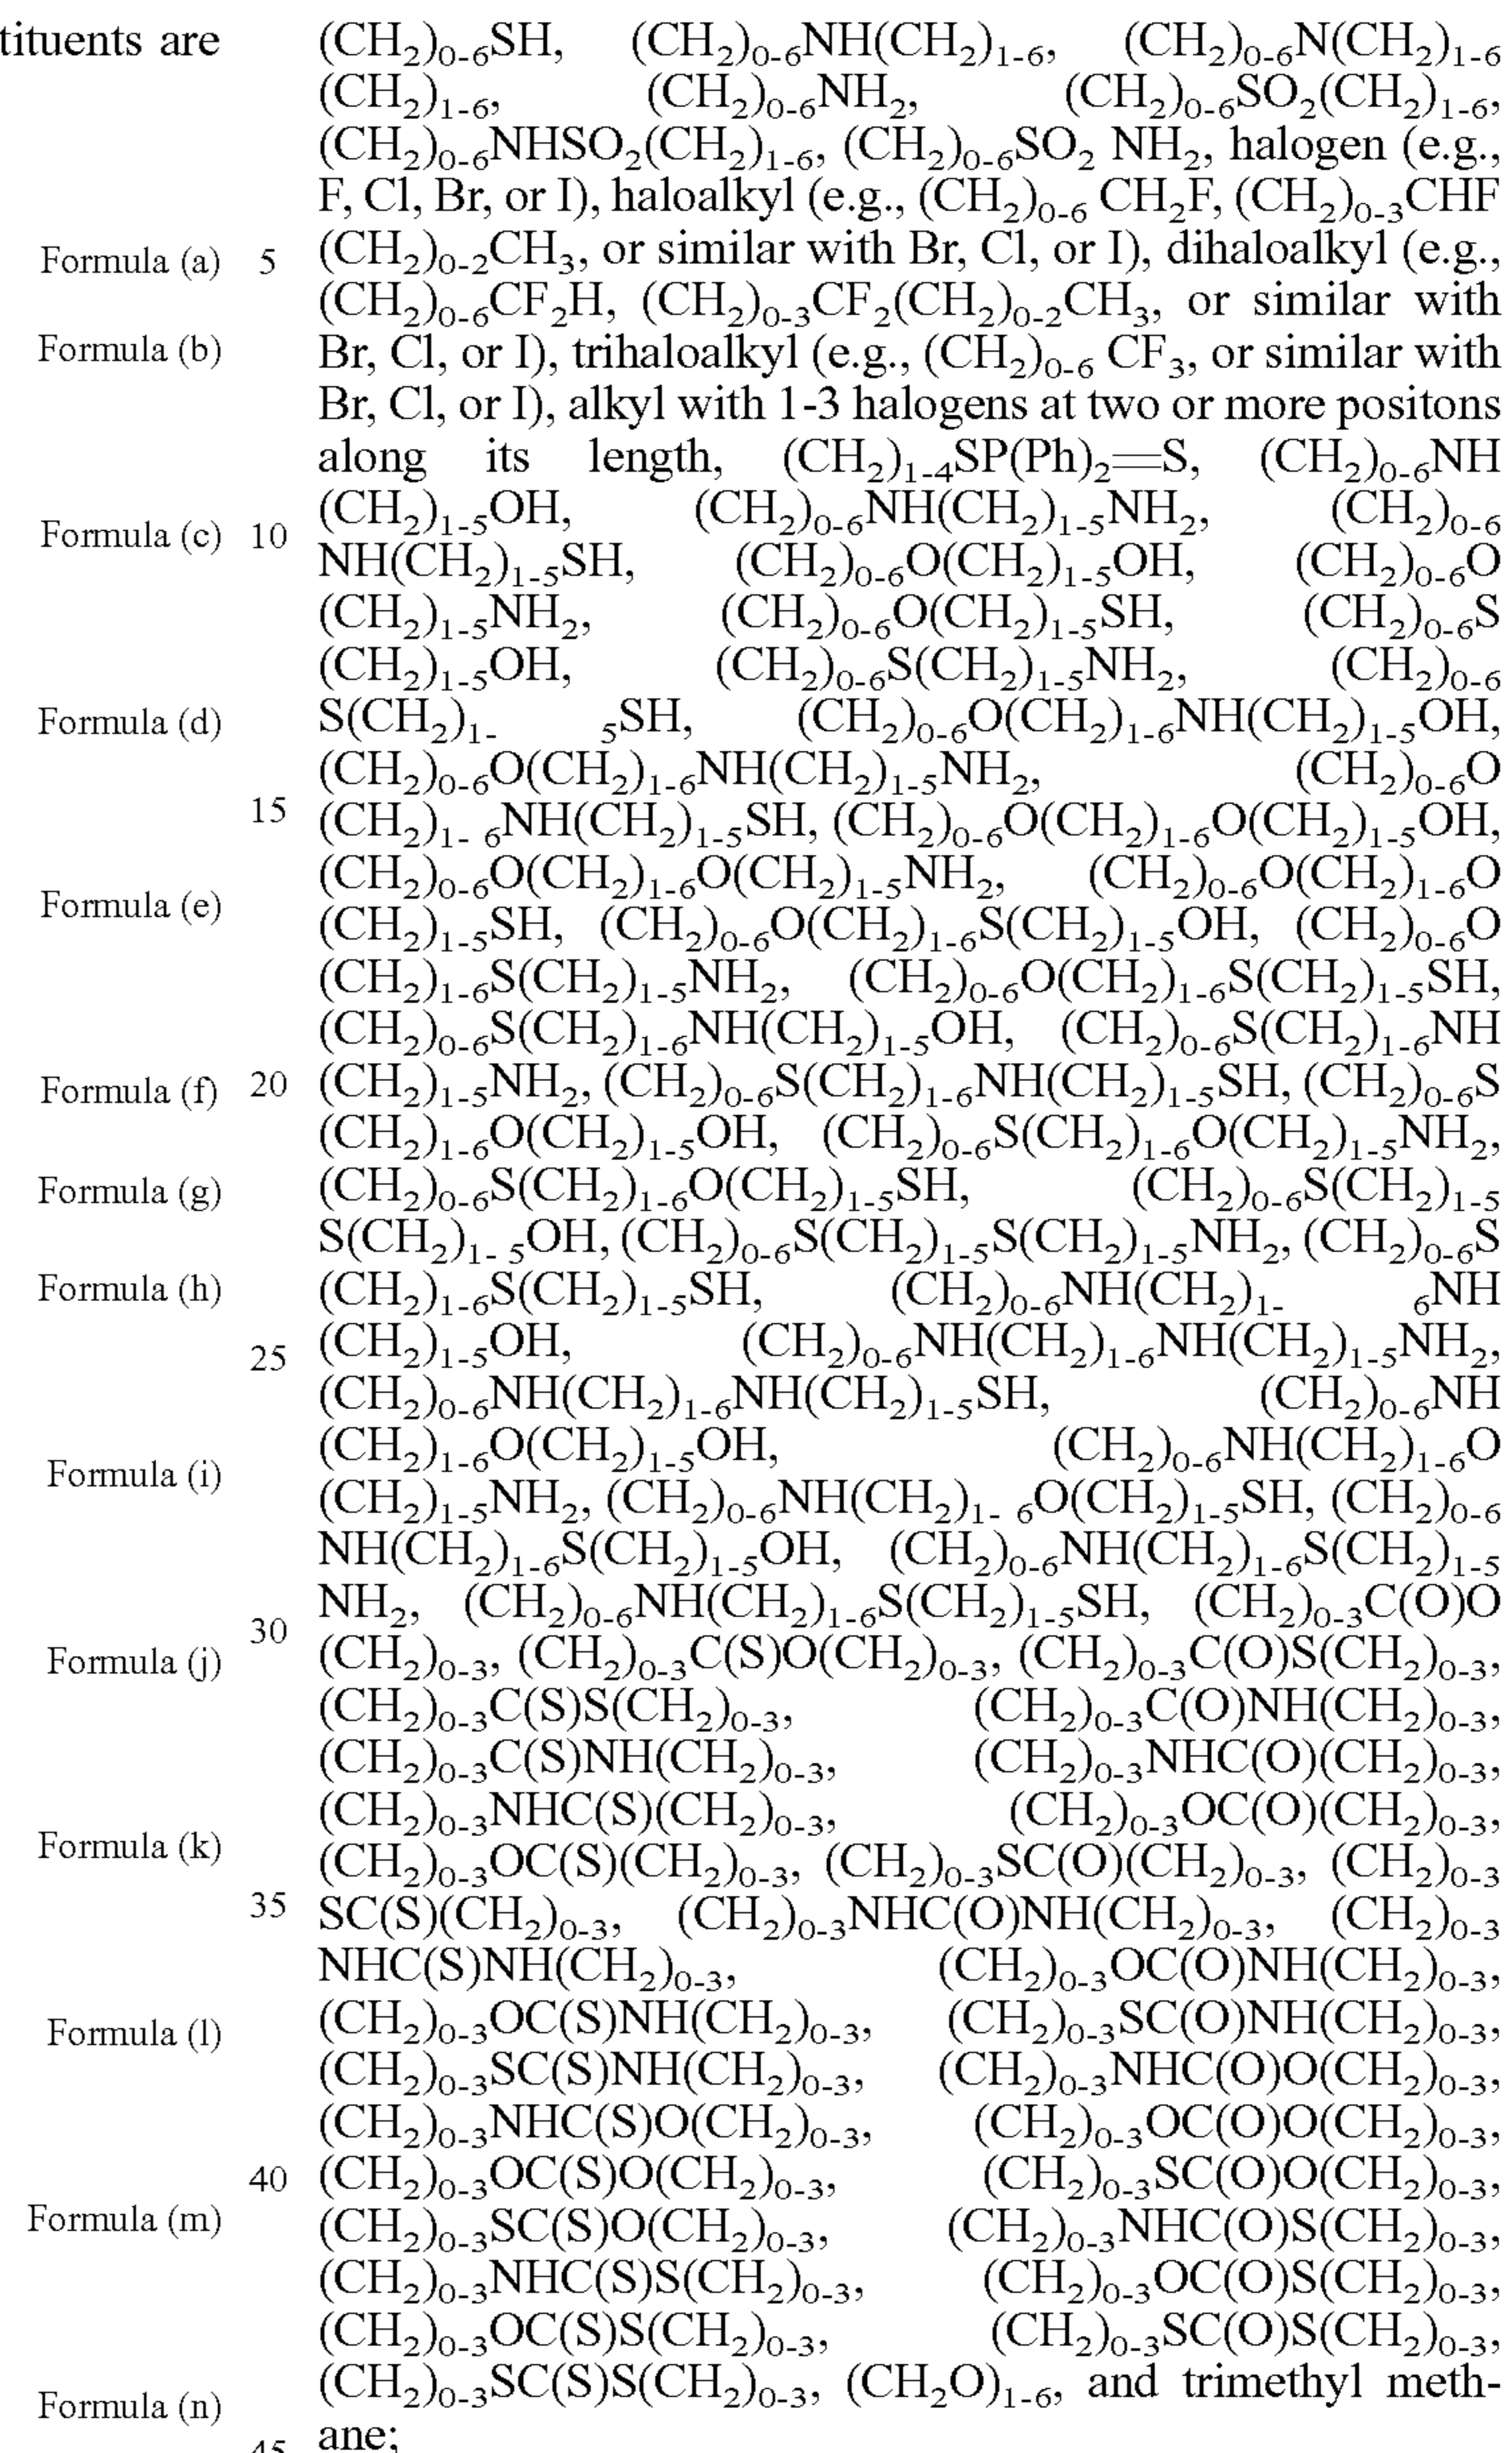 tituents are
Formula (a)
Formula (b)
Formula (c)
Formula (d)
Formula (e)
Formula (f)
Formula (g)
Formula (h)
Formula (i)
Formula (j)
Formula (k)
Formula (l)
Formula (m)
Formula (n)
5
10
15
20
25
30
35
40
45
(CH₂)₀₋₆SH, (CH₂)₀₋₆NH(CH₂)₁₋₆, (CH₂)₀₋₆N(CH₂)₁₋₆
(CH₂)₁₋₆, (CH₂)₀₋₆NH₂, (CH₂)₀₋₆SO₂(CH₂)₁₋₆,
(CH₂)₀₋₆NHSO₂(CH₂)₁₋₆, (CH₂)₀₋₆SO₂ NH₂, halogen (e.g.,
F, Cl, Br, or I), haloalkyl (e.g., (CH₂)₀₋₆ CH₂F, (CH₂)₀₋₃CHF
(CH₂)₀₋₂CH₃, or similar with Br, Cl, or I), dihaloalkyl (e.g.,
(CH₂)₀₋₆CF₂H, (CH₂)₀₋₃CF₂(CH₂)₀₋₂CH₃, or similar with
Br, Cl, or I), trihaloalkyl (e.g., (CH₂)₀₋₆ CF₃, or similar with
Br, Cl, or I), alkyl with 1-3 halogens at two or more positons
along its length, (CH₂)₁₋₄SP(Ph)₂═S, (CH₂)₀₋₆NH
(CH₂)₁₋₅OH, (CH₂)₀₋₆NH(CH₂)₁₋₅NH₂, (CH₂)₀₋₆
NH(CH₂)₁₋₅SH, (CH₂)₀₋₆O(CH₂)₁₋₅OH, (CH₂)₀₋₆O
(CH₂)₁₋₅NH₂, (CH₂)₀₋₆O(CH₂)₁₋₅SH, (CH₂)₀₋₆S
(CH₂)₁₋₅OH, (CH₂)₀₋₆S(CH₂)₁₋₅NH₂, (CH₂)₀₋₆
S(CH₂)₁₋ ₅SH, (CH₂)₀₋₆O(CH₂)₁₋₆NH(CH₂)₁₋₅OH,
(CH₂)₀₋₆O(CH₂)₁₋₆NH(CH₂)₁₋₅NH₂, (CH₂)₀₋₆O
(CH₂)₁₋ ₆NH(CH₂)₁₋₅SH, (CH₂)₀₋₆O(CH₂)₁₋₆O(CH₂)₁₋₅OH,
(CH₂)₀₋₆O(CH₂)₁₋₆O(CH₂)₁₋₅NH₂, (CH₂)₀₋₆O(CH₂)₁₋₆O
(CH₂)₁₋₅SH, (CH₂)₀₋₆O(CH₂)₁₋₆S(CH₂)₁₋₅OH, (CH₂)₀₋₆O
(CH₂)₁₋₆S(CH₂)₁₋₅NH₂, (CH₂)₀₋₆O(CH₂)₁₋₆S(CH₂)₁₋₅SH,
(CH₂)₀₋₆S(CH₂)₁₋₆NH(CH₂)₁₋₅OH, (CH₂)₀₋₆S(CH₂)₁₋₆NH
(CH₂)₁₋₅NH₂, (CH₂)₀₋₆S(CH₂)₁₋₆NH(CH₂)₁₋₅SH, (CH₂)₀₋₆S
(CH₂)₁₋₆O(CH₂)₁₋₅OH, (CH₂)₀₋₆S(CH₂)₁₋₆O(CH₂)₁₋₅NH₂,
(CH₂)₀₋₆S(CH₂)₁₋₆O(CH₂)₁₋₅SH, (CH₂)₀₋₆S(CH₂)₁₋₅
S(CH₂)₁₋ ₅OH, (CH₂)₀₋₆S(CH₂)₁₋₅S(CH₂)₁₋₅NH₂, (CH₂)₀₋₆S
(CH₂)₁₋₆S(CH₂)₁₋₅SH, (CH₂)₀₋₆NH(CH₂)₁₋ ₆NH
(CH₂)₁₋₅OH, (CH₂)₀₋₆NH(CH₂)₁₋₆NH(CH₂)₁₋₅NH₂,
(CH₂)₀₋₆NH(CH₂)₁₋₆NH(CH₂)₁₋₅SH, (CH₂)₀₋₆NH
(CH₂)₁₋₆O(CH₂)₁₋₅OH, (CH₂)₀₋₆NH(CH₂)₁₋₆O
(CH₂)₁₋₅NH₂, (CH₂)₀₋₆NH(CH₂)₁₋ ₆O(CH₂)₁₋₅SH, (CH₂)₀₋₆
NH(CH₂)₁₋₆S(CH₂)₁₋₅OH, (CH₂)₀₋₆NH(CH₂)₁₋₆S(CH₂)₁₋₅
NH₂, (CH₂)₀₋₆NH(CH₂)₁₋₆S(CH₂)₁₋₅SH, (CH₂)₀₋₃C(O)O
(CH₂)₀₋₃, (CH₂)₀₋₃C(S)O(CH₂)₀₋₃, (CH₂)₀₋₃C(O)S(CH₂)₀₋₃,
(CH₂)₀₋₃C(S)S(CH₂)₀₋₃, (CH₂)₀₋₃C(O)NH(CH₂)₀₋₃,
(CH₂)₀₋₃C(S)NH(CH₂)₀₋₃, (CH₂)₀₋₃NHC(O)(CH₂)₀₋₃,
(CH₂)₀₋₃NHC(S)(CH₂)₀₋₃, (CH₂)₀₋₃OC(O)(CH₂)₀₋₃,
(CH₂)₀₋₃OC(S)(CH₂)₀₋₃, (CH₂)₀₋₃SC(O)(CH₂)₀₋₃, (CH₂)₀₋₃
SC(S)(CH₂)₀₋₃, (CH₂)₀₋₃NHC(O)NH(CH₂)₀₋₃, (CH₂)₀₋₃
NHC(S)NH(CH₂)₀₋₃, (CH₂)₀₋₃OC(O)NH(CH₂)₀₋₃,
(CH₂)₀₋₃OC(S)NH(CH₂)₀₋₃, (CH₂)₀₋₃SC(O)NH(CH₂)₀₋₃,
(CH₂)₀₋₃SC(S)NH(CH₂)₀₋₃, (CH₂)₀₋₃NHC(O)O(CH₂)₀₋₃,
(CH₂)₀₋₃NHC(S)O(CH₂)₀₋₃, (CH₂)₀₋₃OC(O)O(CH₂)₀₋₃,
(CH₂)₀₋₃OC(S)O(CH₂)₀₋₃, (CH₂)₀₋₃SC(O)O(CH₂)₀₋₃,
(CH₂)₀₋₃SC(S)O(CH₂)₀₋₃, (CH₂)₀₋₃NHC(O)S(CH₂)₀₋₃,
(CH₂)₀₋₃NHC(S)S(CH₂)₀₋₃, (CH₂)₀₋₃OC(O)S(CH₂)₀₋₃,
(CH₂)₀₋₃OC(S)S(CH₂)₀₋₃, (CH₂)₀₋₃SC(O)S(CH₂)₀₋₃,
(CH₂)₀₋₃SC(S)S(CH₂)₀₋₃, (CH₂O)₁₋₆, and trimethyl meth-
ane;